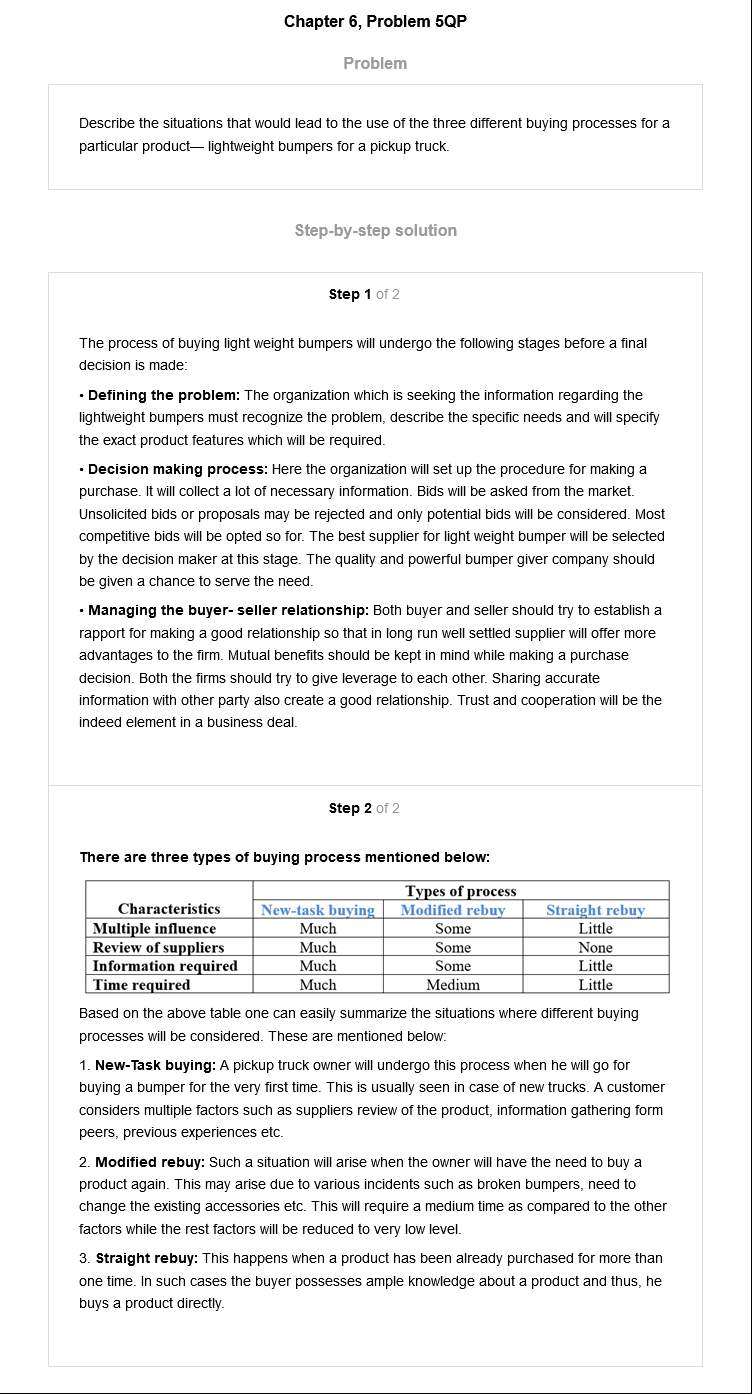 Chapter 6, Problem 5QP
Problem
Describe the situations that would lead to the use of the three different buying processes for a
particular product— lightweight bumpers for a pickup truck.
Step-by-step solution
Step 1 of 2
The process of buying light weight bumpers will undergo the following stages before a final
decision is made:
• Defining the problem: The organization which is seeking the information regarding the
lightweight bumpers must recognize the problem, describe the specific needs and will specify
the exact product features which will be required.
• Decision making process: Here the organization will set up the procedure for making a
purchase. It will collect a lot of necessary information. Bids will be asked from the market.
Unsolicited bids or proposals may be rejected and only potential bids will be considered. Most
competitive bids will be opted so for. The best supplier for light weight bumper will be selected
by the decision maker at this stage. The quality and powerful bumper giver company should
be given a chance to serve the need.
• Managing the buyer- seller relationship: Both buyer and seller should try to establish a
rapport for making a good relationship so that in long run well settled supplier will offer more
advantages to the firm. Mutual benefits should be kept in mind while making a purchase
decision. Both the firms should try to give leverage to each other. Sharing accurate
information with other party also create a good relationship. Trust and cooperation will be the
indeed element in a business deal.
Step 2 of 2
There are three types of buying process mentioned below:
Types of process
Characteristics New-task buying Modified rebuy Straight rebuy
Multiple influence Much Some Little
Review of suppliers Much Some None
Information required Much Some Little
Time required Much Medium Little
Based on the above table one can easily summarize the situations where different buying
processes will be considered. These are mentioned below:
1. New-Task buying: A pickup truck owner will undergo this process when he will go for
buying a bumper for the very first time. This is usually seen in case of new trucks. A customer
considers multiple factors such as suppliers review of the product, information gathering form
peers, previous experiences etc.
2. Modified rebuy: Such a situation will arise when the owner will have the need to buy a
product again. This may arise due to various incidents such as broken bumpers, need to
change the existing accessories etc. This will require a medium time as compared to the other
factors while the rest factors will be reduced to very low level.
3. Straight rebuy: This happens when a product has been already purchased for more than
one time. In such cases the buyer possesses ample knowledge about a product and thus, he
buys a product directly.